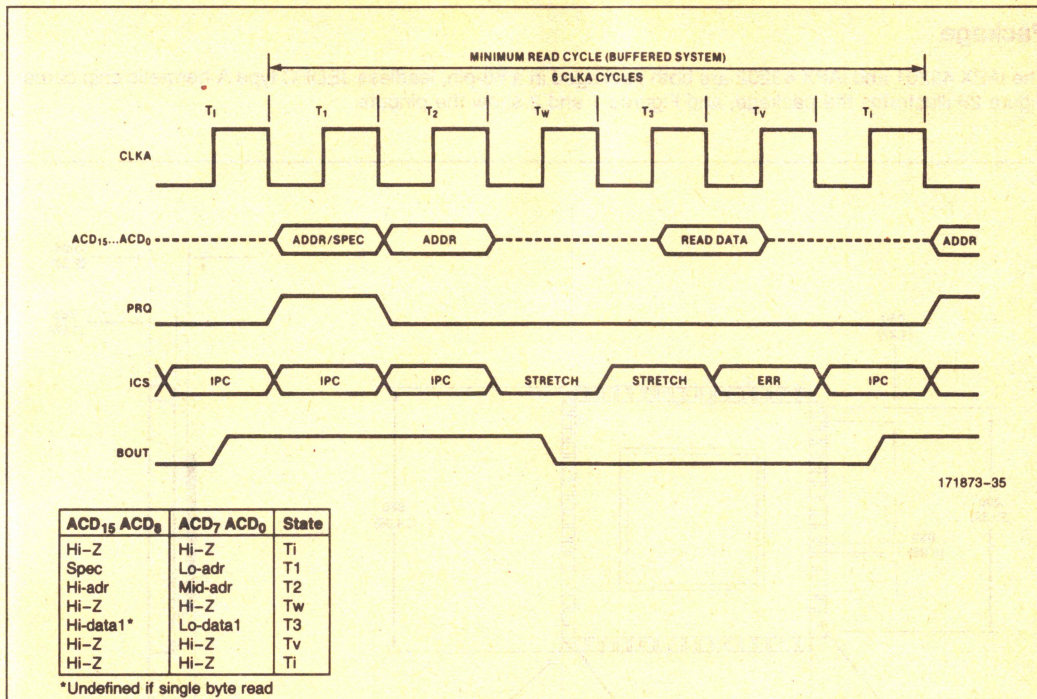 Package
MINIMUM READ CYCLE (BUFFERED SYSTEM)
6 CLKA CYCLES
Ti T1 T2 Tw T3 Tv Ti
CLKA
ACD15...ACD0 ADDR/SPEC ADDR READ DATA ADDR
PRQ
ICS IPC IPC IPC STRETCH STRETCH ERR IPC
BOUT
171873–35
ACD15 ACD8 ACD7 ACD0 State
Hi–Z Hi–Z Ti
Spec Lo-adr T1
Hi-adr Mid-adr T2
Hi–Z Hi–Z Tw
Hi-data1* Lo-data1 T3
Hi–Z Hi–Z Tv
Hi–Z Hi–Z Ti
*Undefined if single byte read